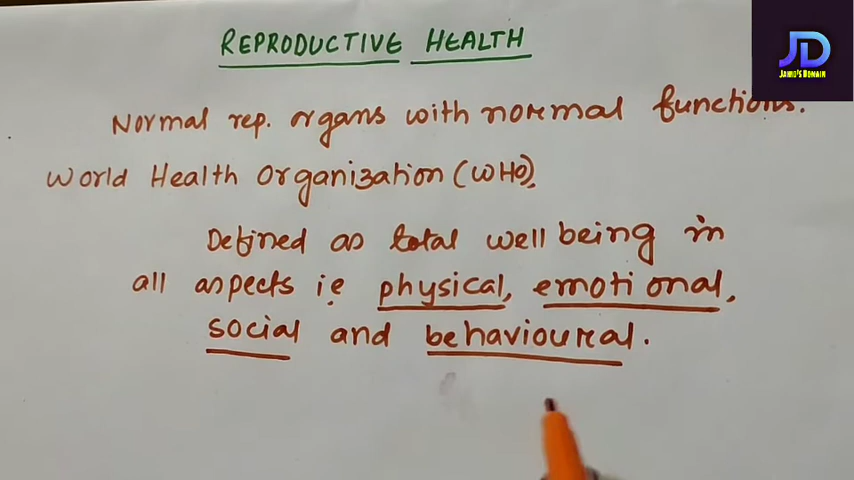 REPRODUCTIVE HEALTH
JD
JANKI'S DOMAIN
Normal rep. organs with normal functions.
World Health Organization (WHO).
Defined as total well being in
all aspects i.e physical, emotional,
social and behavioural.